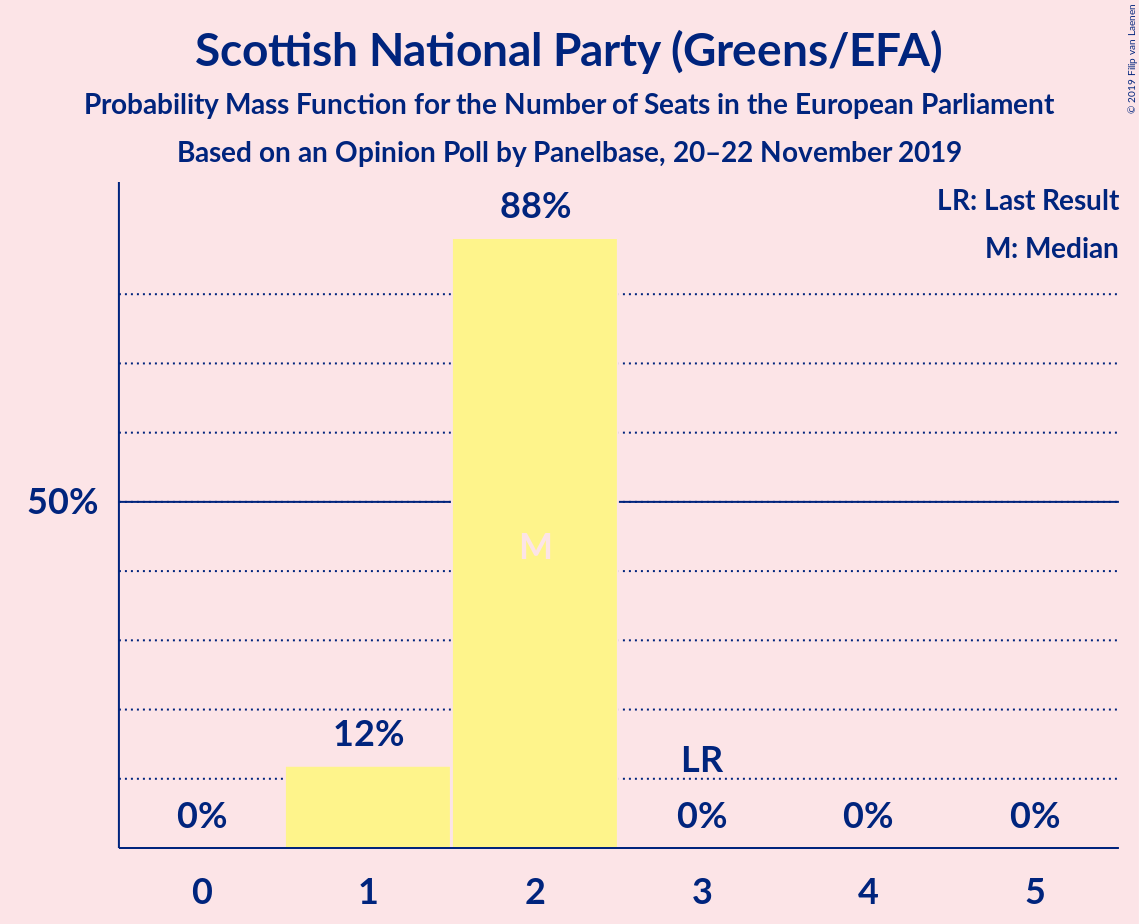 Scottish National Party (Greens/EFA)
Probability Mass Function for the Number of Seats in the European Parliament
Based on an Opinion Poll by Panelbase, 20–22 November 2019
© 2019 Filip van Laenen
LR: Last Result
M: Median
88%
50%
M
12%
LR
0%
0%
0%
0%
0 1 2 3 4 5